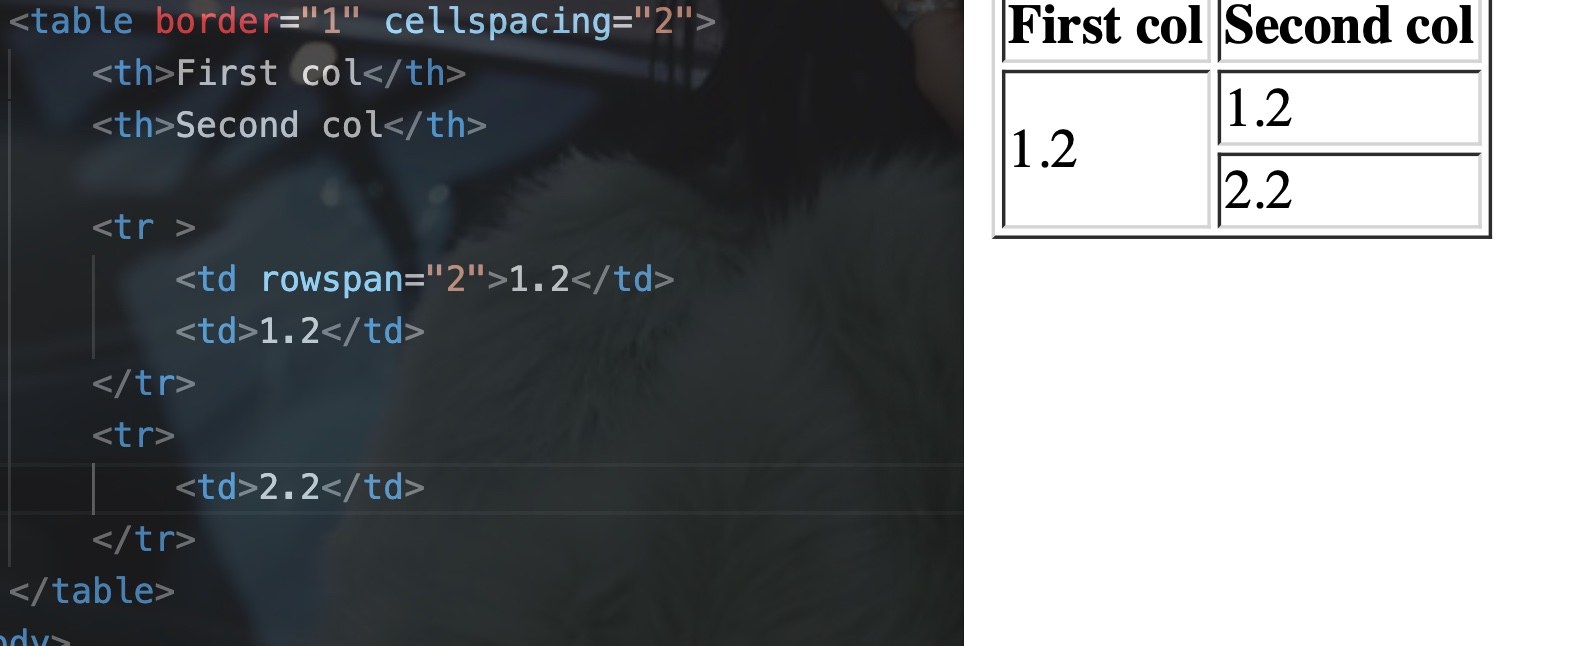 <table border="1" cellspacing="2">
<th>First col</th>
<th>Second col</th>
<tr >
<td rowspan="2">1.2</td>
<td>1.2</td>
</tr>
<tr>
<td>2.2</td>
</tr>
</table>
ody>
First col Second col
1.2
1.2
2.2